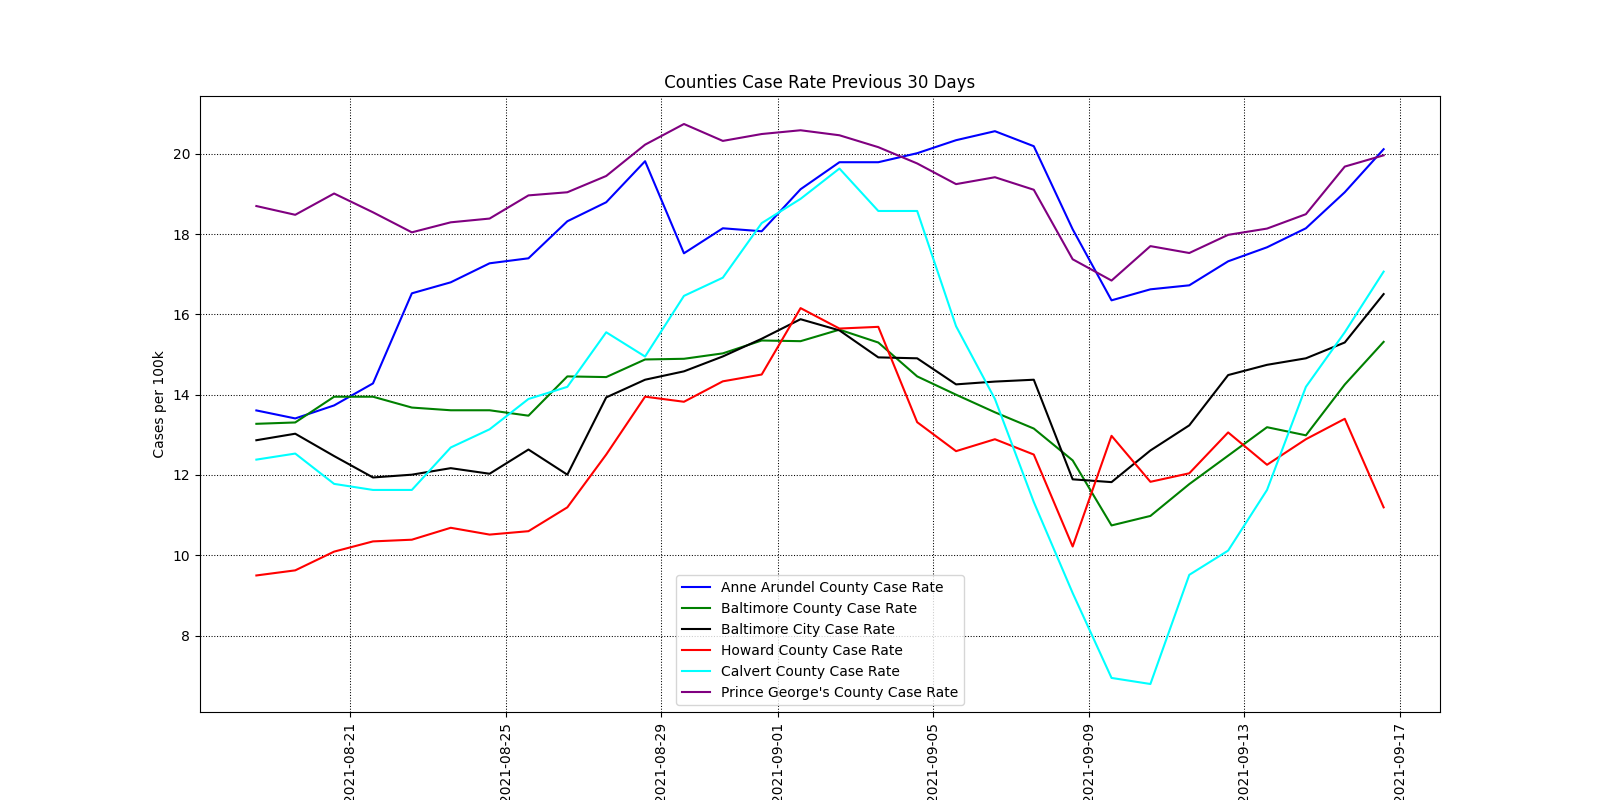 Counties Case Rate Previous 30 Days
Cases per 100k
20
18
16
14
12
10
8
Anne Arundel County Case Rate
Baltimore County Case Rate
Baltimore City Case Rate
Howard County Case Rate
Calvert County Case Rate
Prince George's County Case Rate
2021-08-21
2021-08-25
2021-08-29
2021-09-01
2021-09-05
2021-09-09
2021-09-13
2021-09-17